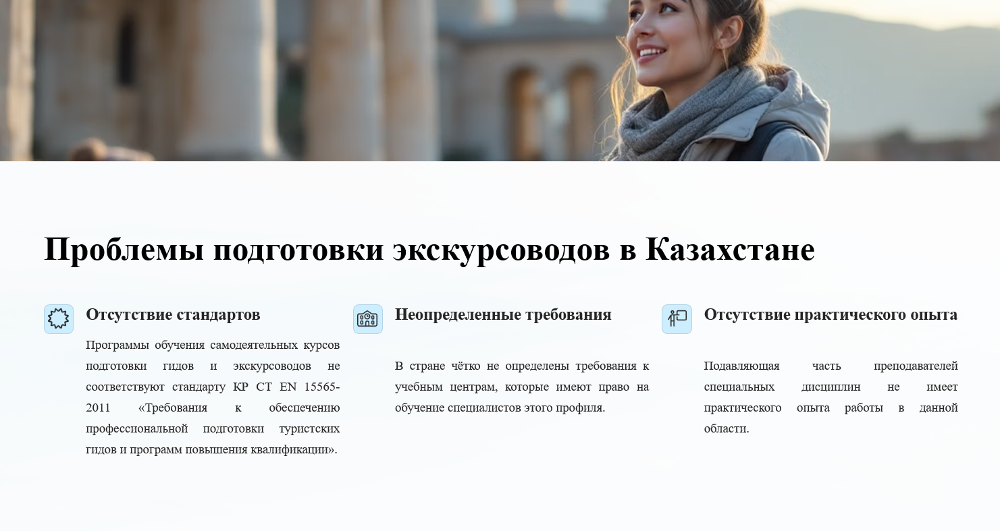 Проблемы подготовки экскурсоводов в Казахстане
Отсутствие стандартов
Программы обучения самодеятельных курсов
подготовки гидов и экскурсоводов не
соответствуют стандарту КР СТ EN 15565-
2011 «Требования к обеспечению
профессиональной подготовки туристских
гидов и программ повышения квалификации».
Неопределенные требования
В стране чётко не определены требования к
учебным центрам, которые имеют право на
обучение специалистов этого профиля.
Отсутствие практического опыта
Подавляющая часть преподавателей
специальных дисциплин не имеет
практического опыта работы в данной
области.